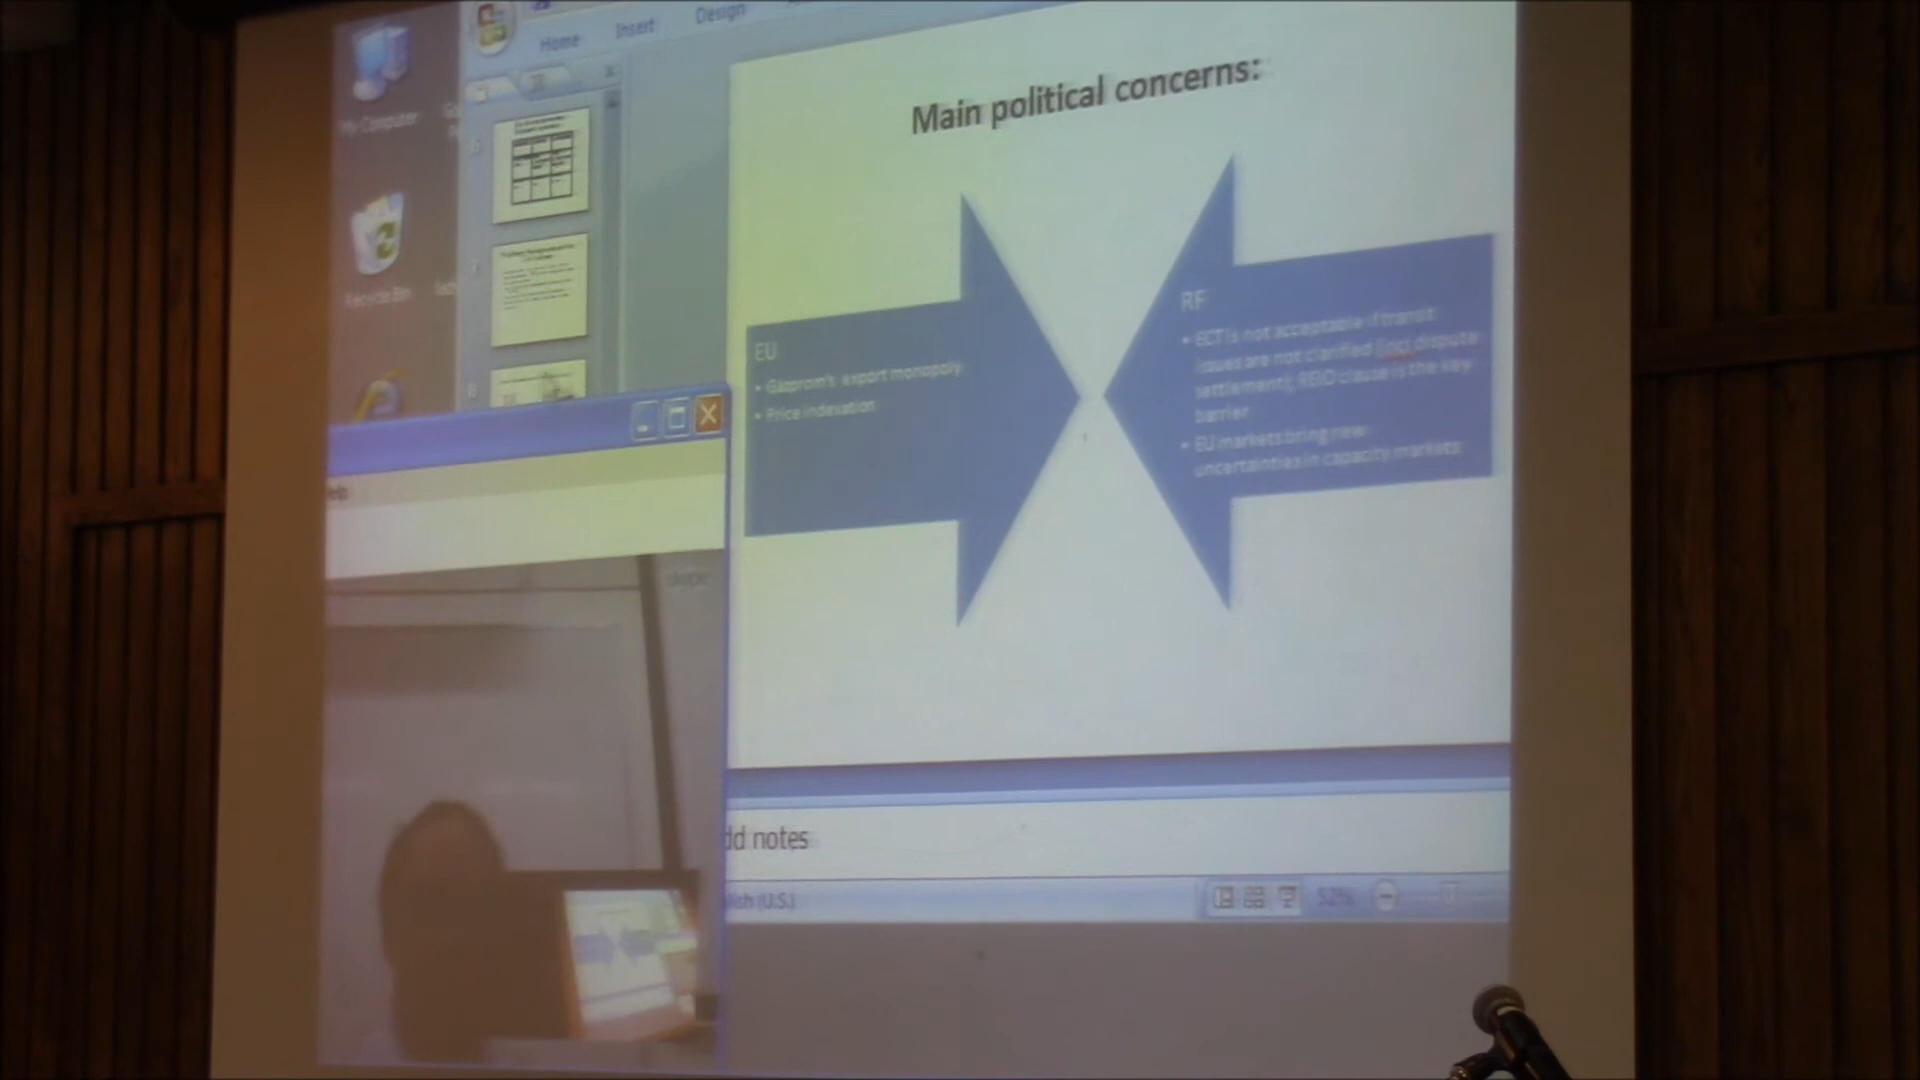 Home Insert Design
My Computer
Recycle Bin
Main political concerns:
EU
• Gazprom's export monopoly
• Price indexation
RF
• ECT is not acceptable if transit
issues are not clarified (incl dispute
settlement); REIO clause is the key
barrier
• EU markets bring new
uncertainties in capacity markets
elp
skype
dd notes
lish (U.S.)
52%